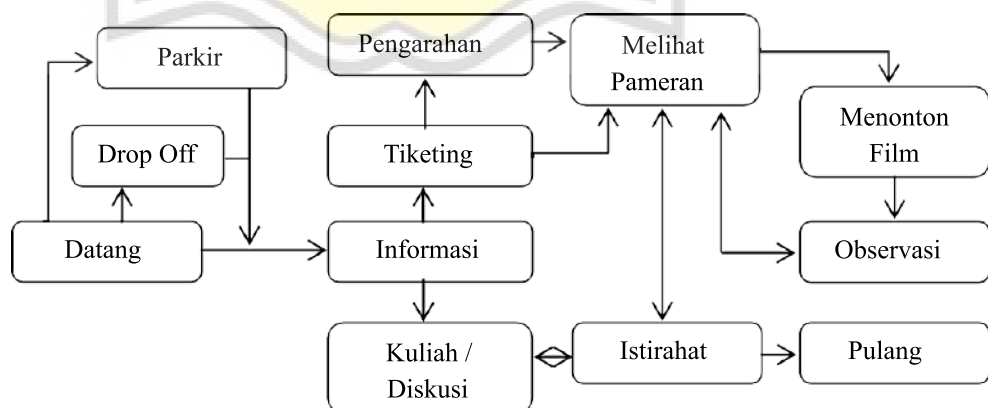 Parkir
Drop Off
Datang
Pengarahan
Tiketing
Informasi
Kuliah /
Diskusi
Melihat
Pameran
Istirahat
Menonton
Film
Observasi
Pulang